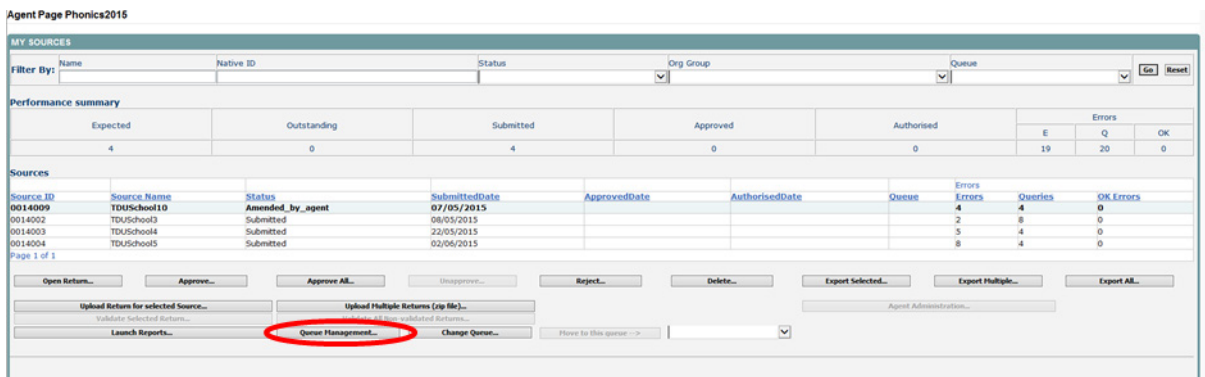 Agent Page Phonics2015
MY SOURCES
Filter By: Name Native ID Status Org Group Queue Go Reset
Performance summary
Expected Outstanding Submitted Approved Authorised Errors
E Q OK
4 0 4 0 0 19 20 0
Sources
Errors
Source ID Source Name Status SubmittedDate ApprovedDate AuthorisedDate Queue Errors Queries OK Errors
0014009 TDUSchool10 Amended_by_agent 07/05/2015 4 4 0
0014002 TDUSchool3 Submitted 08/05/2015 2 8 0
0014003 TDUSchool4 Submitted 22/05/2015 5 4 0
0014004 TDUSchool5 Submitted 02/06/2015 8 4 0
Page 1 of 1
Open Return... Approve... Approve All... Unapprove... Reject... Delete... Export Selected... Export Multiple... Export All...
Upload Return for selected Source... Upload Multiple Returns (zip file)... Agent Administration...
Validate Selected Return... Validate All Non-validated Returns...
Launch Reports... Queue Management... Change Queue... Move to this queue -->